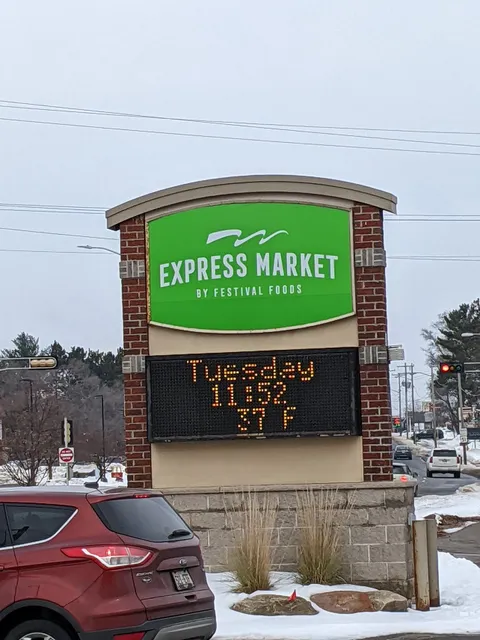 EXPRESS MARKET
BY FESTIVAL FOODS
Tuesday
11:52
37 F